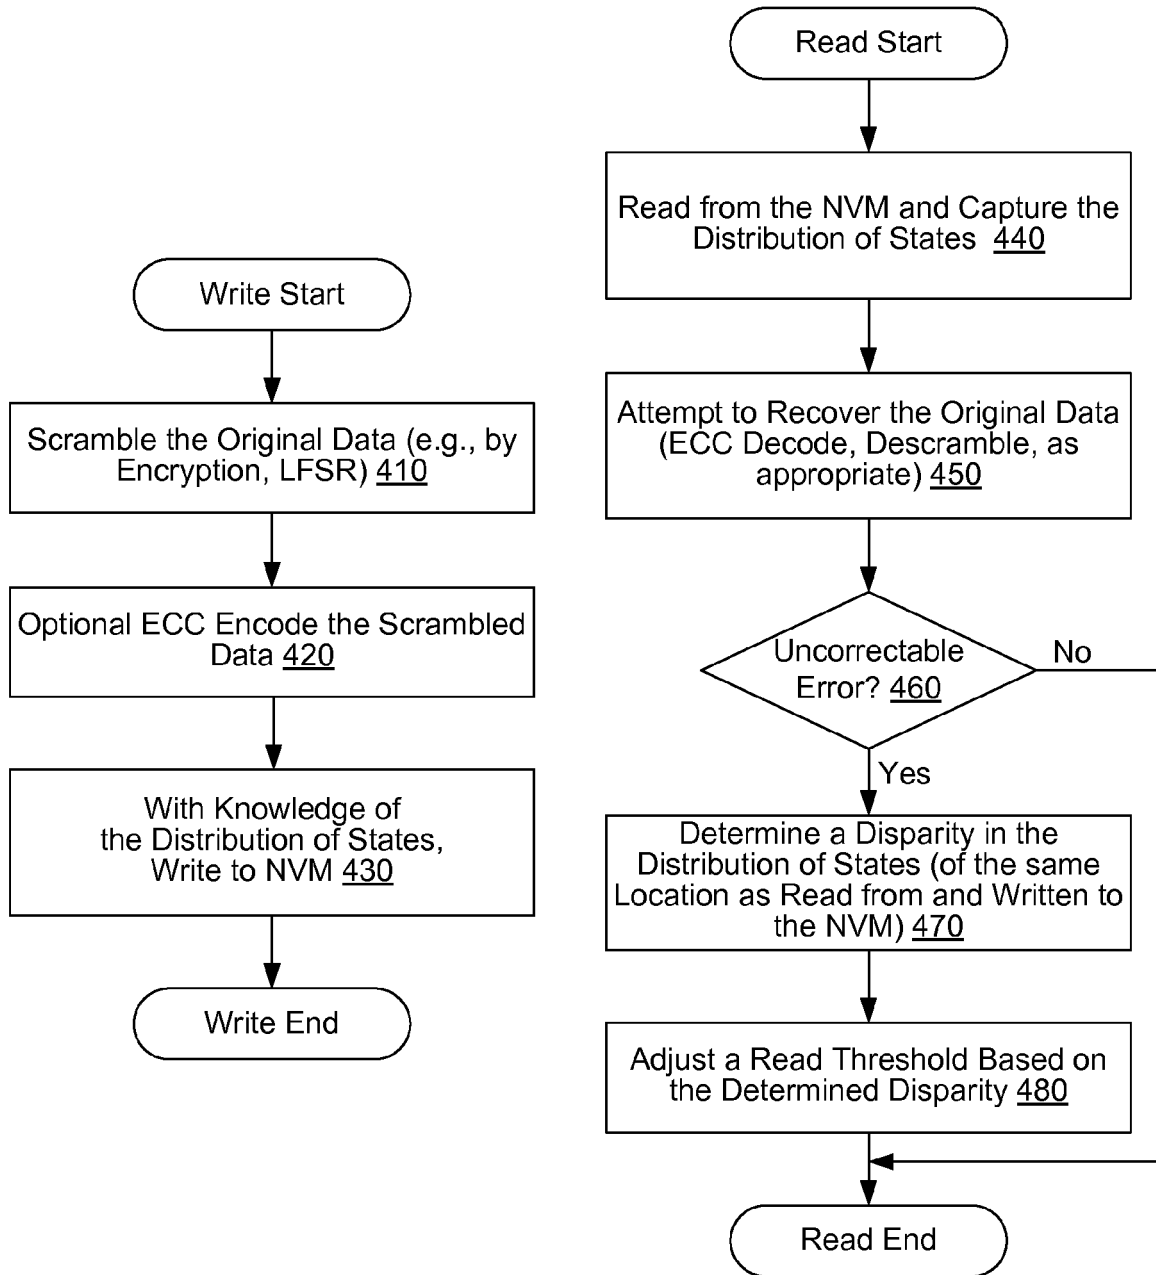 Write Start
Scramble the Original Data (e.g., by
Encryption, LFSR) 410
Optional ECC Encode the Scrambled
Data 420
With Knowledge of
the Distribution of States,
Write to NVM 430
Write End
Read Start
Read from the NVM and Capture the
Distribution of States 440
Attempt to Recover the Original Data
(ECC Decode, Descramble, as
appropriate) 450
Uncorrectable
Error? 460
No
Yes
Determine a Disparity in the
Distribution of States (of the same
Location as Read from and Written to
the NVM) 470
Adjust a Read Threshold Based on
the Determined Disparity 480
Read End